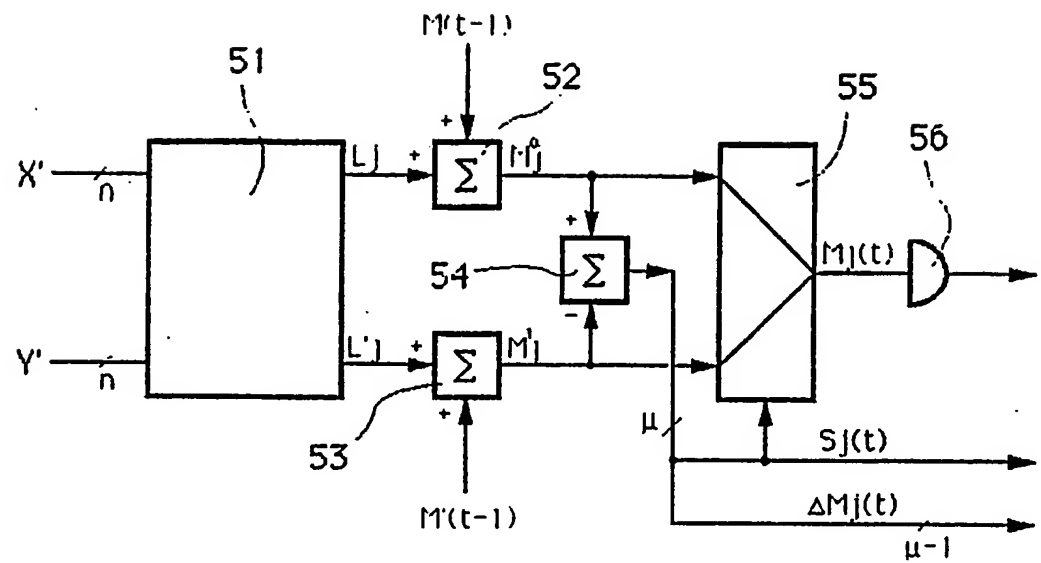 M(t-1)
51
52
55
56
X'
n
Lj
+
+
Σ
M°j
+
54
Σ
-
Mj(t)
Y'
n
L'j
+
+
Σ
M'j
53
μ
Sj(t)
M'(t-1)
ΔMj(t)
μ-1